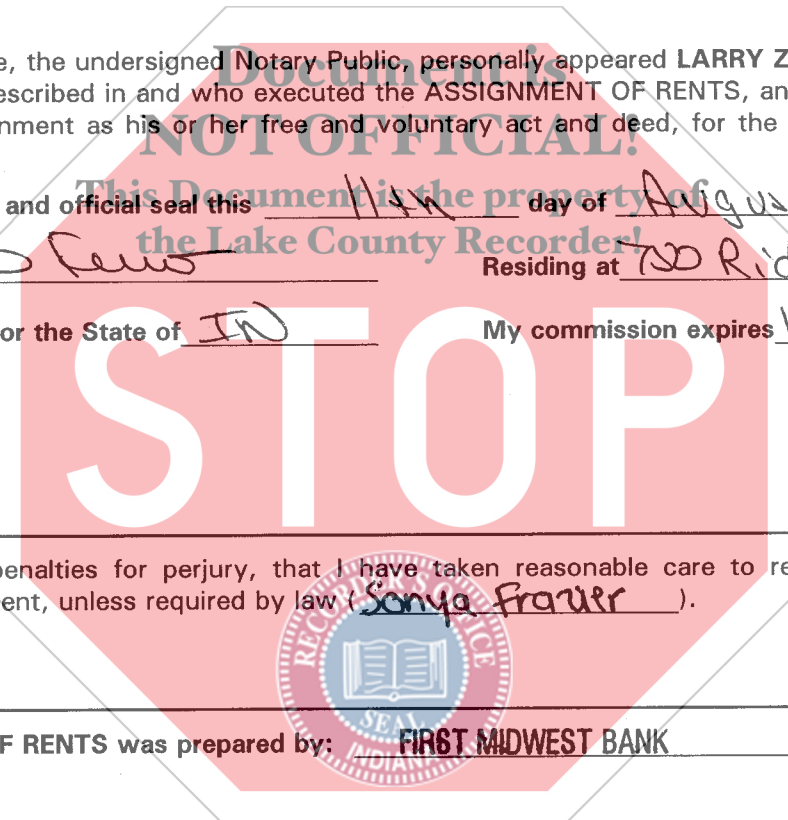 e, the undersigned Notary Public, personally appeared LARRY Z
Document is
escribed in and who executed the ASSIGNMENT OF RENTS, an
nment as his or her free and voluntary act and deed, for the
NOT OFFICIAL!
This Document is the property of
and official seal this 11th day of Augus
the Lake County Recorder!
Residing at Rid
or the State of IN My commission expires
STOP
penalties for perjury, that I have taken reasonable care to re
ent, unless required by law (Sonya Frazier).
RECORDER'S OFFICE
SEAL
INDIANA
F RENTS was prepared by: FIRST MIDWEST BANK